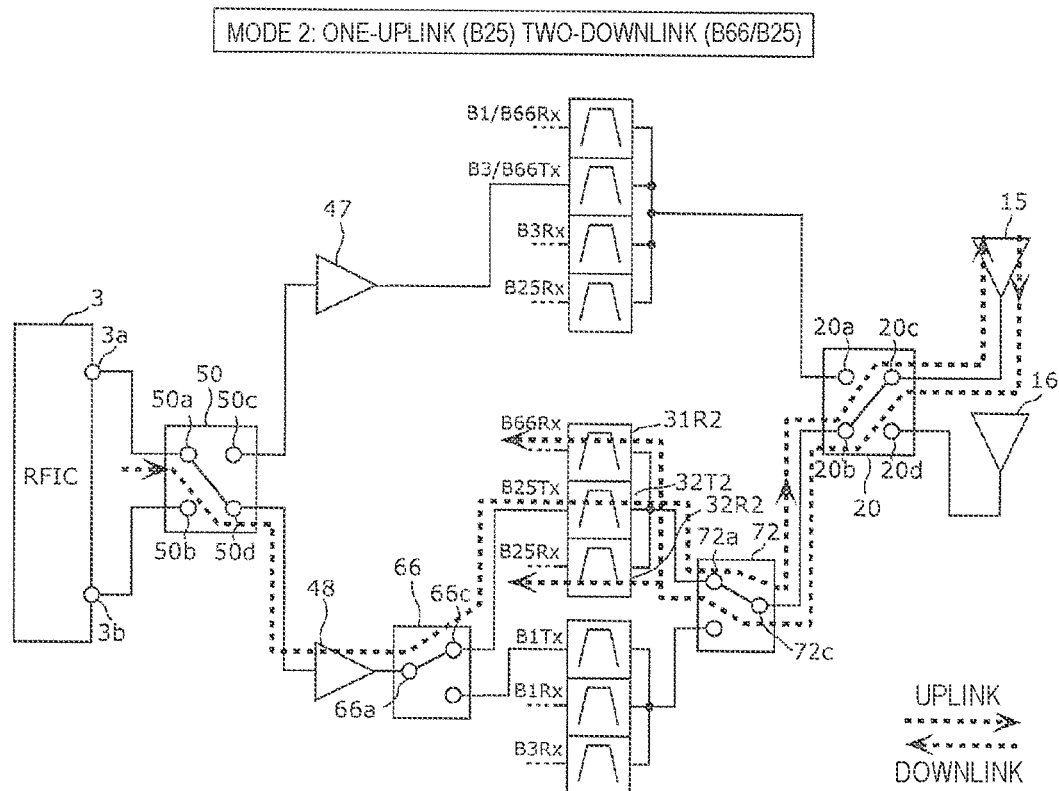 MODE 2: ONE-UPLINK (B25) TWO-DOWNLINK (B66/B25)
B1/B66Rx
B3/B66Tx
47
B3Rx
B25Rx
15
3
3a
20a
20c
50
50a
50c
16
B66Rx
31R2
RFIC
B25Tx
32T2
20b
20d
32R2
20
50b
50d
72
72a
B25Rx
66
48
66c
3b
B1Tx
72c
66a
B1Rx
UPLINK
B3Rx
DOWNLINK